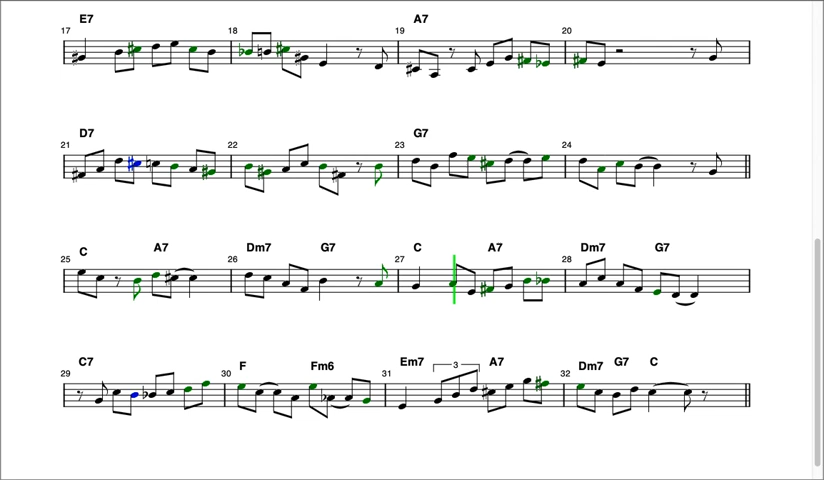 E7 A7
17 18 19 20
D7 G7
21 22 23 24
C A7 Dm7 G7 C A7 Dm7 G7
25 26 27 28
C7 F Fm6 Em7 3 A7 Dm7 G7 C
29 30 31 32